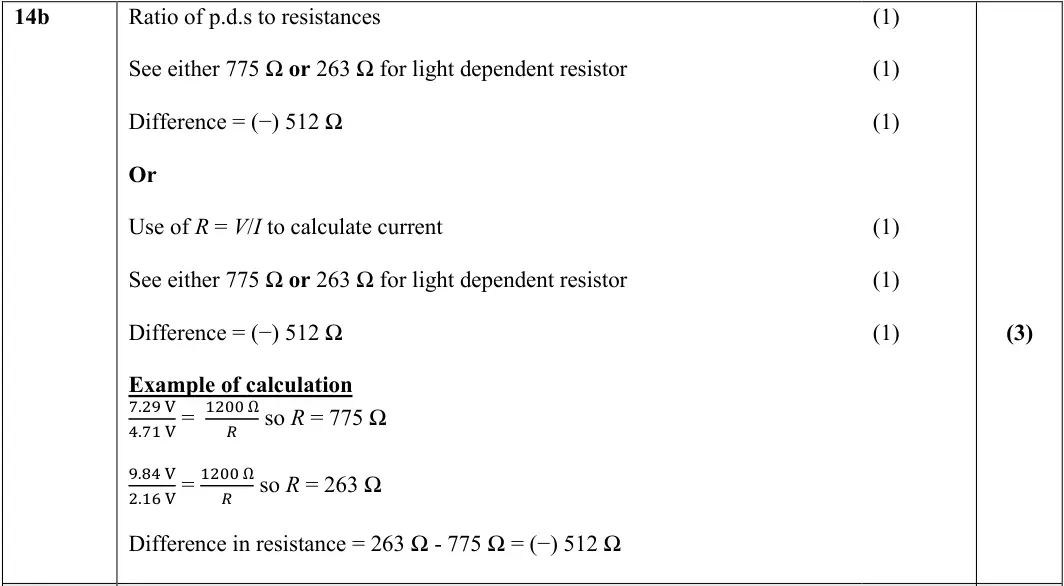 14b Ratio of p.d.s to resistances (1)
See either 775 Ω or 263 Ω for light dependent resistor (1)
Difference = (−) 512 Ω (1)
Or
Use of R = V/I to calculate current (1)
See either 775 Ω or 263 Ω for light dependent resistor (1)
Difference = (−) 512 Ω (1) (3)
Example of calculation
7.29 V / 4.71 V = 1200 Ω / R so R = 775 Ω
9.84 V / 2.16 V = 1200 Ω / R so R = 263 Ω
Difference in resistance = 263 Ω - 775 Ω = (−) 512 Ω